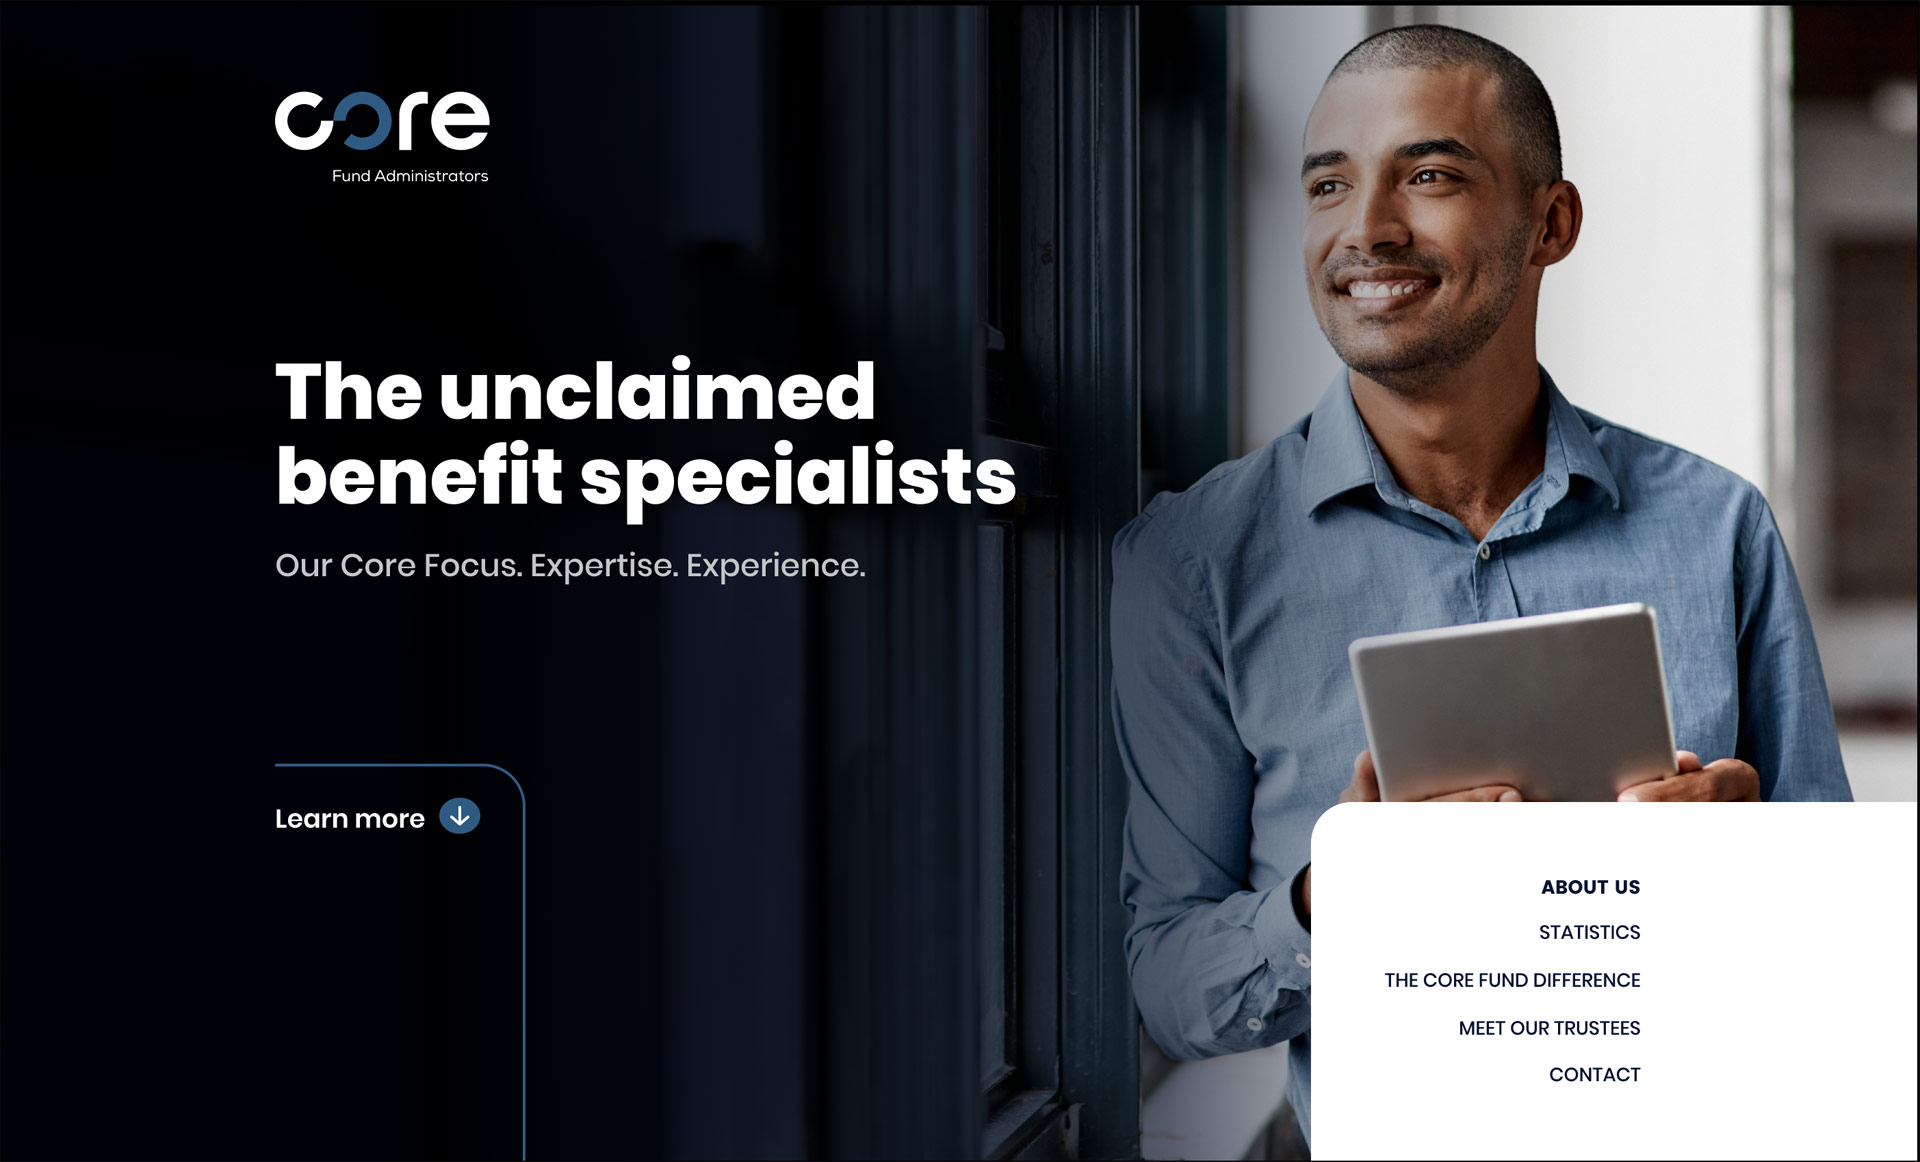 core
Fund Administrators
The unclaimed
benefit specialists
Our Core Focus. Expertise. Experience.
Learn more
ABOUT US
STATISTICS
THE CORE FUND DIFFERENCE
MEET OUR TRUSTEES
CONTACT